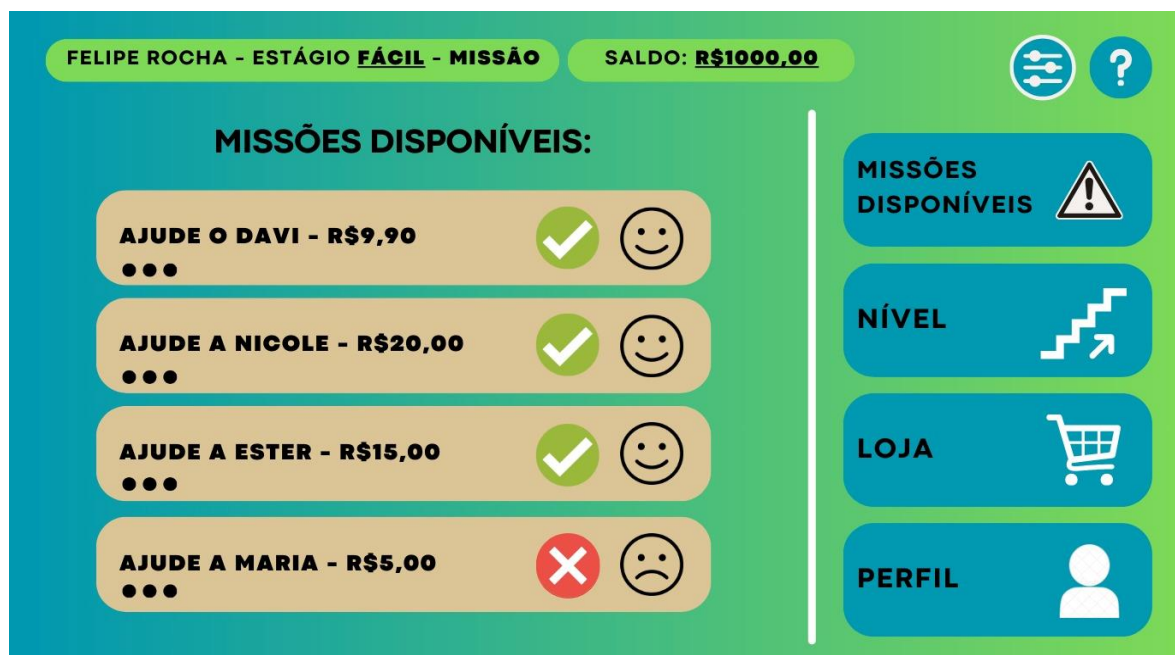 FELIPE ROCHA - ESTÁGIO FÁCIL - MISSÃO
SALDO: R$1000,00
?
MISSÕES DISPONÍVEIS:
AJUDE O DAVI - R$9,90
AJUDE A NICOLE - R$20,00
AJUDE A ESTER - R$15,00
AJUDE A MARIA - R$5,00
MISSÕES
DISPONÍVEIS
NÍVEL
LOJA
PERFIL